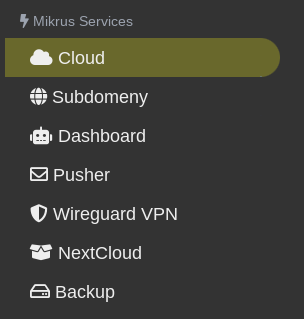 Mikrus Services
Cloud
Subdomeny
Dashboard
Pusher
Wireguard VPN
NextCloud
Backup